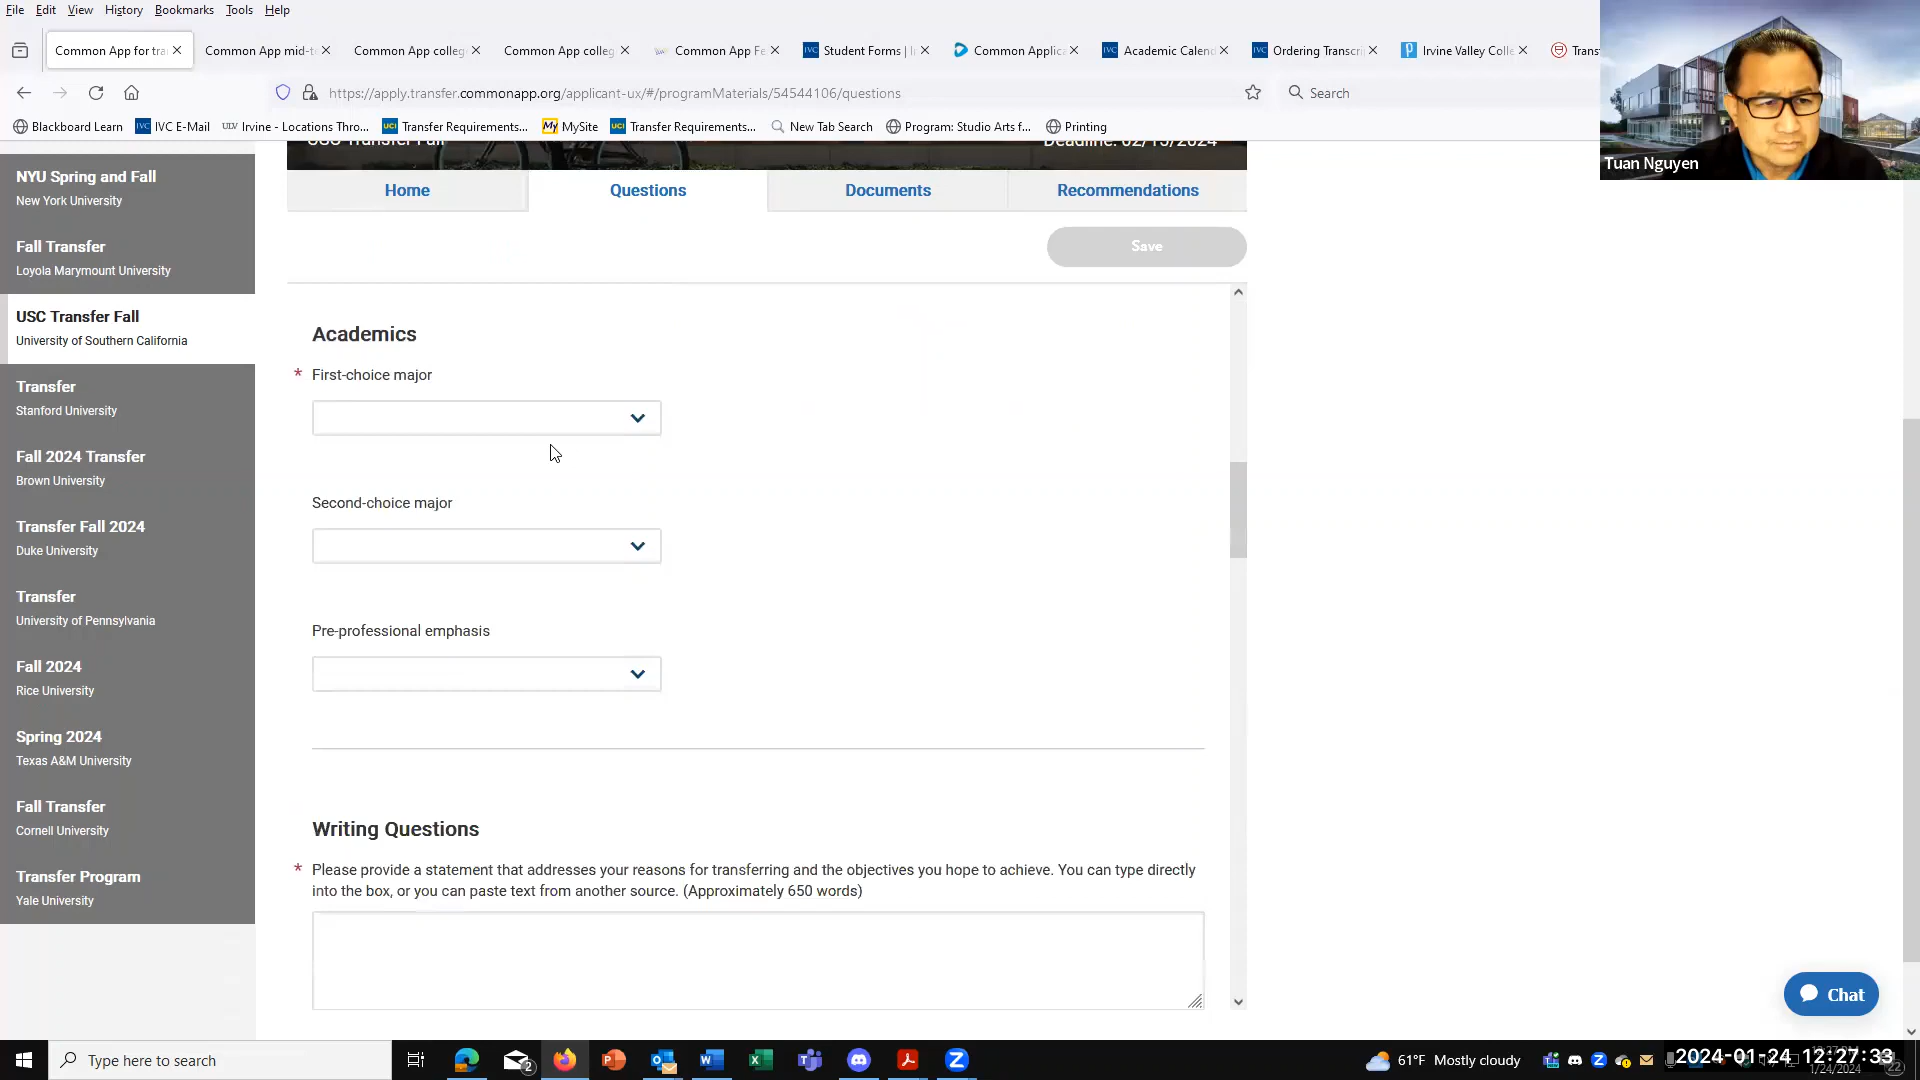 File Edit View History Bookmarks Tools Help
Common App for tra
Common App mid-t
Common App colleg
Common App colleg
Common App Fe
Student Forms | I
Common Applica
Academic Calend
Ordering Transcri
Irvine Valley Colle
Trans
https://apply.transfer.commonapp.org/applicant-ux/#/programMaterials/54544106/questions
Search
Blackboard Learn
IVC E-Mail
Irvine - Locations Thro...
Transfer Requirements...
MySite
Transfer Requirements...
New Tab Search
Program: Studio Arts f...
Printing
Tuan Nguyen
NYU Spring and Fall
New York University
Fall Transfer
Loyola Marymount University
USC Transfer Fall
University of Southern California
Transfer
Stanford University
Fall 2024 Transfer
Brown University
Transfer Fall 2024
Duke University
Transfer
University of Pennsylvania
Fall 2024
Rice University
Spring 2024
Texas A&M University
Fall Transfer
Cornell University
Transfer Program
Yale University
USC Transfer Fall
Deadline: 02/15/2024
Home
Questions
Documents
Recommendations
Save
Academics
* First-choice major
Second-choice major
Pre-professional emphasis
Writing Questions
* Please provide a statement that addresses your reasons for transferring and the objectives you hope to achieve. You can type directly
into the box, or you can paste text from another source. (Approximately 650 words)
Chat
Type here to search
2
61°F Mostly cloudy
2024-01-24 12:27:33
1/24/2024
22